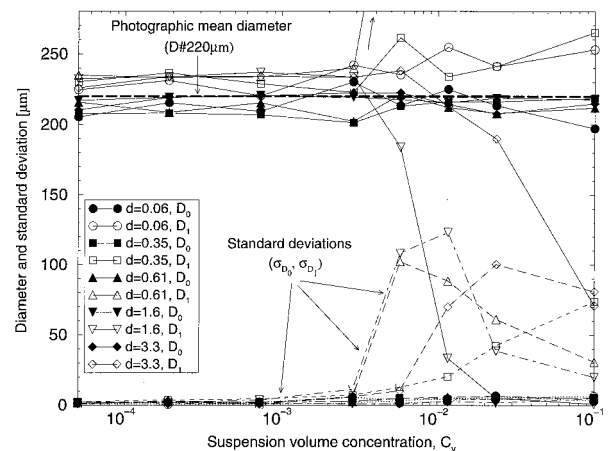 250
200
150
100
50
0
Diameter and standard deviation [μm]
Photographic mean diameter
(D#220μm)
Standard deviations
(σD0, σD1)
d=0.06, D0
d=0.06, D1
d=0.35, D0
d=0.35, D1
d=0.61, D0
d=0.61, D1
d=1.6, D0
d=1.6, D1
d=3.3, D0
d=3.3, D1
10⁻⁴ 10⁻³ 10⁻² 10⁻¹
Suspension volume concentration, Cv